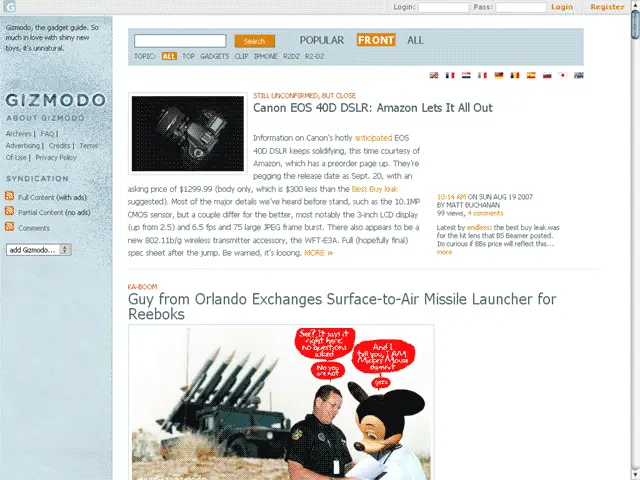 Login:
Pass:
Login
|
Register
Gizmodo, the gadget guide. So
much in love with shiny new
toys, it's unnatural.
GIZMODO
ABOUT GIZMODO
Archives | FAQ |
Advertising | Credits | Terms
Of Use | Privacy Policy
SYNDICATION
Full Content (with ads)
Partial Content (no ads)
Comments
add Gizmodo...
Search
POPULAR FRONT ALL
TOPIC: ALL TOP GADGETS CLIP IPHONE R2D2 R2-D2
STILL UNCONFIRMED, BUT CLOSE
Canon EOS 40D DSLR: Amazon Lets It All Out
Information on Canon's hotly anticipated EOS
40D DSLR keeps solidifying, this time courtesy of
Amazon, which has a preorder page up. They're
pegging the release date as Sept. 20, with an
asking price of $1299.99 (body only, which is $300 less than the Best Buy leak
suggested). Most of the major details we've heard before stand, such as the 10.1MP
CMOS sensor, but a couple differ for the better, most notably the 3-inch LCD display
(up from 2.5) and 6.5 fps and 75 large JPEG frame burst. There also appears to be a
new 802.11b/g wireless transmitter accessory, the WFT-E3A. Full (hopefully final)
spec sheet after the jump. Be warned, it's looong. MORE »
10:14 AM ON SUN AUG 19 2007
BY MATT BUCHANAN
99 views, 4 comments
Latest by endless: the best buy leak was
for the kit lens that BS Beamer posted.
Im curious if BBs price will reflect this...
more
KA-BOOM
Guy from Orlando Exchanges Surface-to-Air Missile Launcher for
Reeboks
See? It says it
right here:
no questions
asked
No you
are not
And I
tell you, I AM
Mickey Mouse
damnit